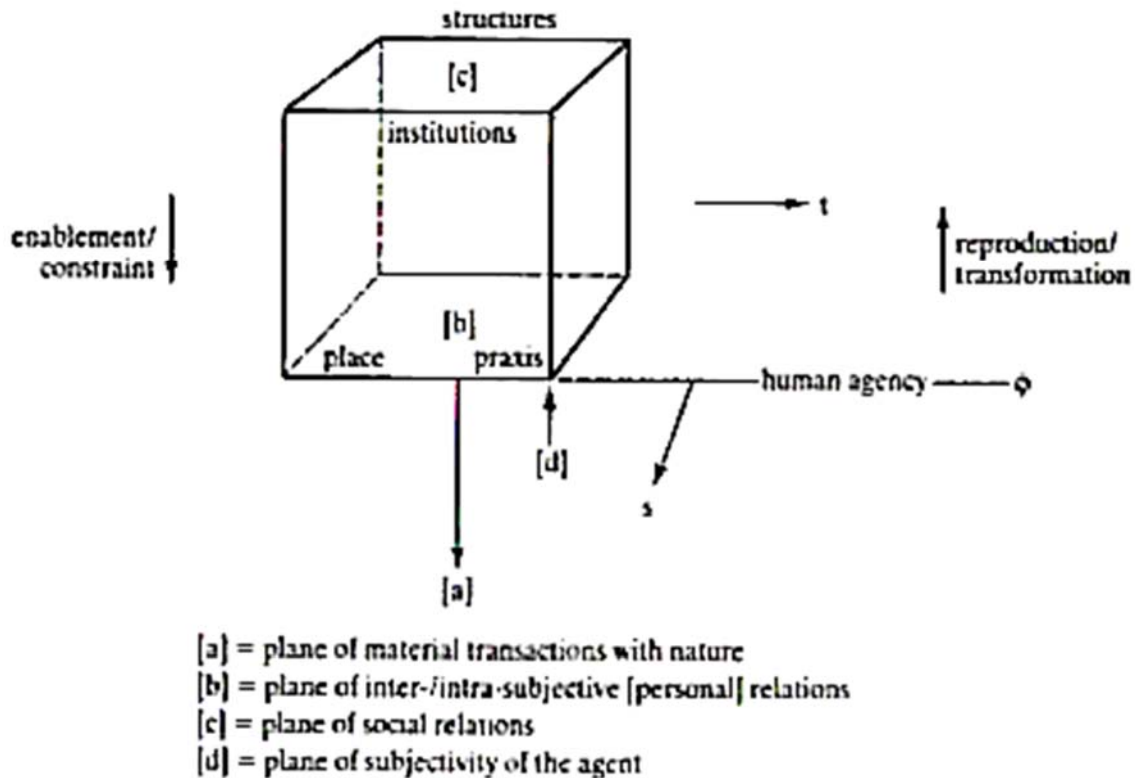 structures
[c]
institutions
t
enablement/
constraint
reproduction/
transformation
[b]
place praxis
human agency
[d]
s
[a]
[a] = plane of material transactions with nature
[b] = plane of inter-/intra-subjective [personal] relations
[c] = plane of social relations
[d] = plane of subjectivity of the agent